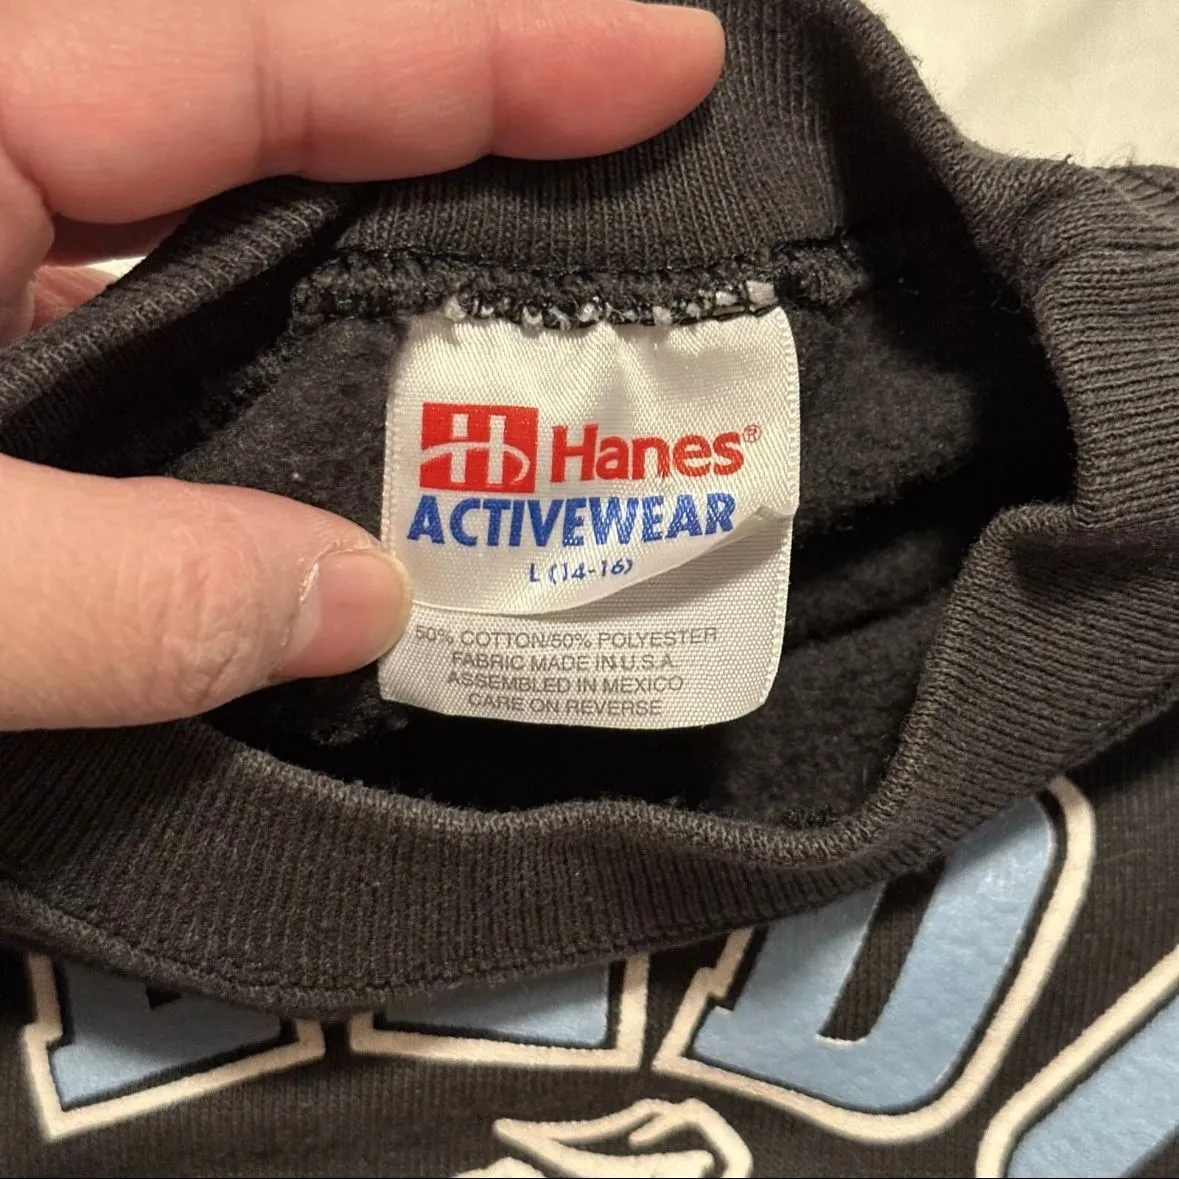 Hanes®
ACTIVEWEAR
L (14-16)
50% COTTON/50% POLYESTER
FABRIC MADE IN U.S.A.
ASSEMBLED IN MEXICO
CARE ON REVERSE